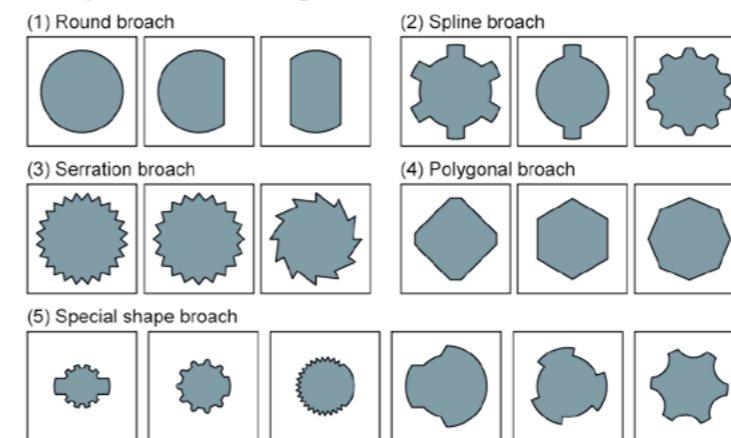 (1) Round broach
(2) Spline broach
(3) Serration broach
(4) Polygonal broach
(5) Special shape broach